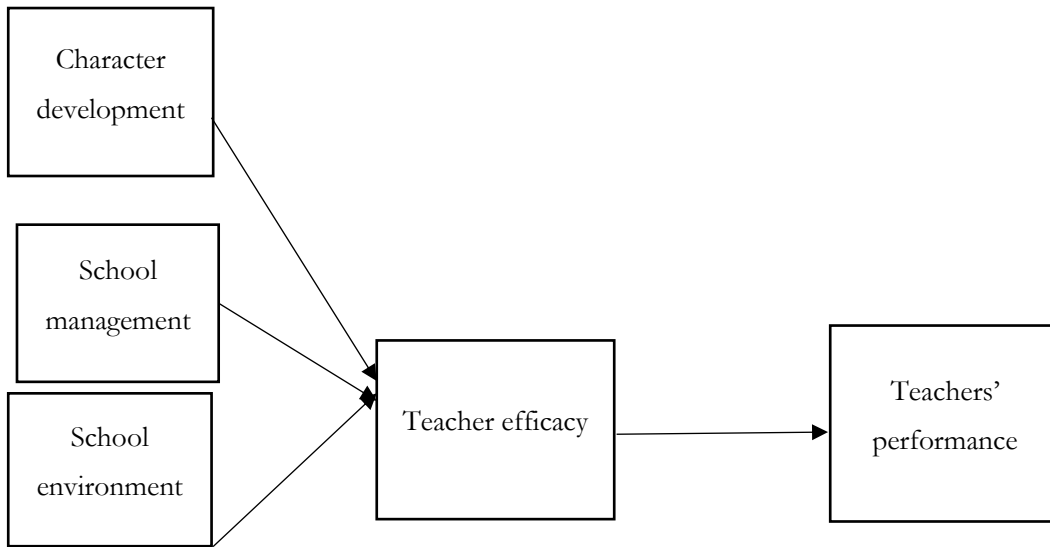 Character
development
School
management
School
environment
Teacher efficacy
Teachers’
performance